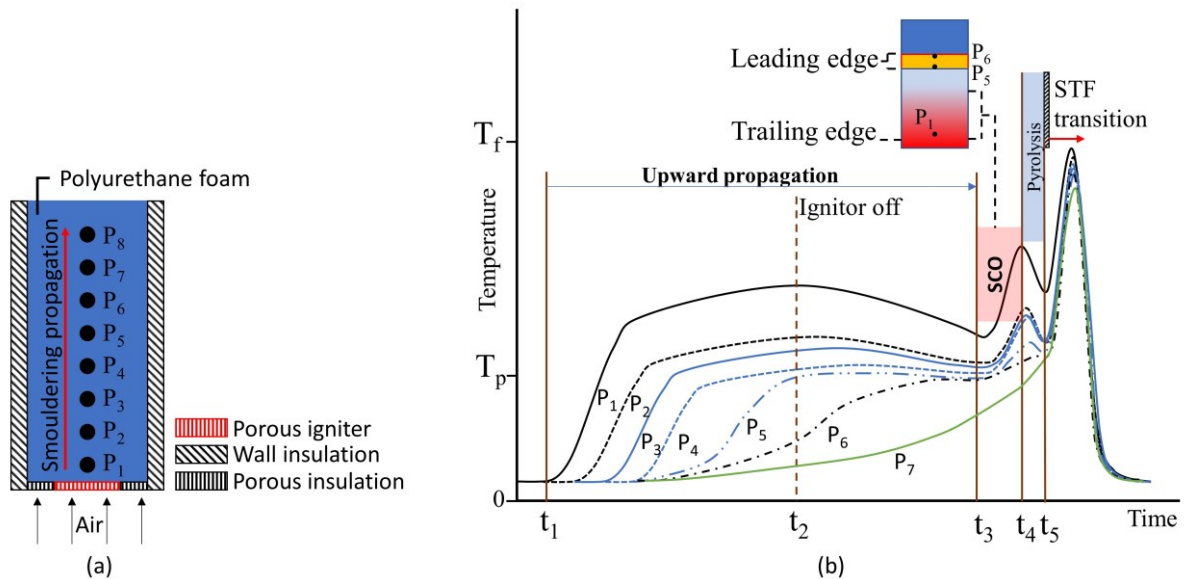 Polyurethane foam
Smouldering propagation
P8
P7
P6
P5
P4
P3
P2
P1
Porous igniter
Wall insulation
Porous insulation
Air
(a)
Temperature
Tf
Tp
0
Leading edge
Trailing edge
P6
P5
P1
Upward propagation
Ignitor off
SCO
Pyrolysis
STF
transition
P1
P2
P3
P4
P5
P6
P7
t1
t2
t3
t4
t5
Time
(b)